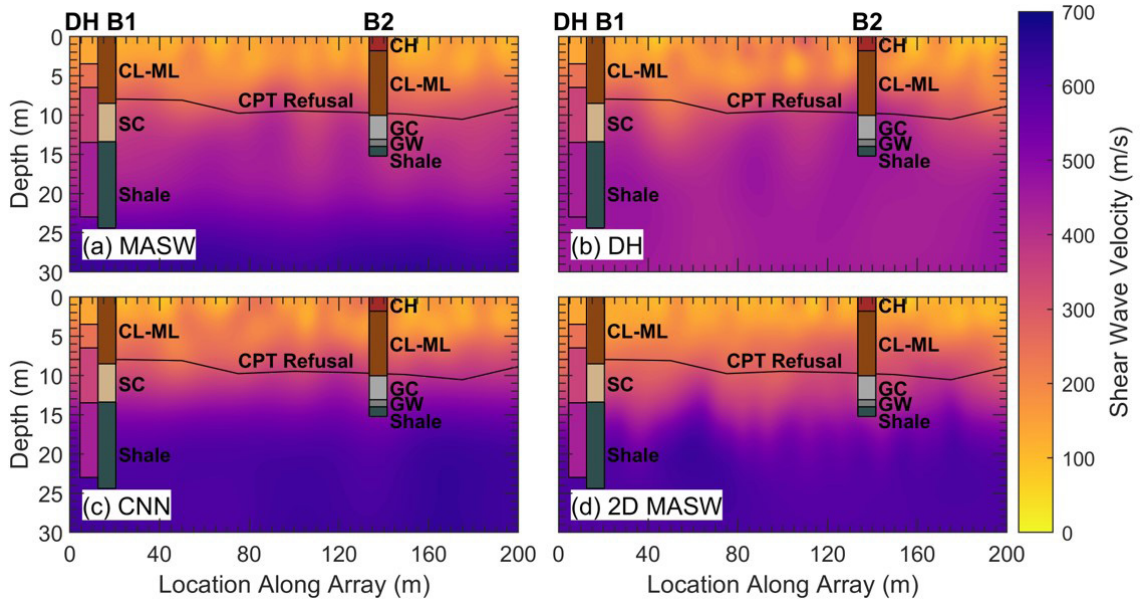 DH B1 B2
DH B1 B2
0
5
10
15
20
25
30
Depth (m)
CL-ML
SC
Shale
CPT Refusal
CH
CL-ML
GC
GW
Shale
(a) MASW
CL-ML
SC
Shale
CPT Refusal
CH
CL-ML
GC
GW
Shale
(b) DH
0
5
10
15
20
25
30
Depth (m)
CL-ML
SC
Shale
CPT Refusal
CH
CL-ML
GC
GW
Shale
(c) CNN
0 40 80 120 160 200
Location Along Array (m)
CL-ML
SC
Shale
CPT Refusal
CH
CL-ML
GC
GW
Shale
(d) 2D MASW
0 40 80 120 160 200
Location Along Array (m)
700
600
500
400
300
200
100
0
Shear Wave Velocity (m/s)